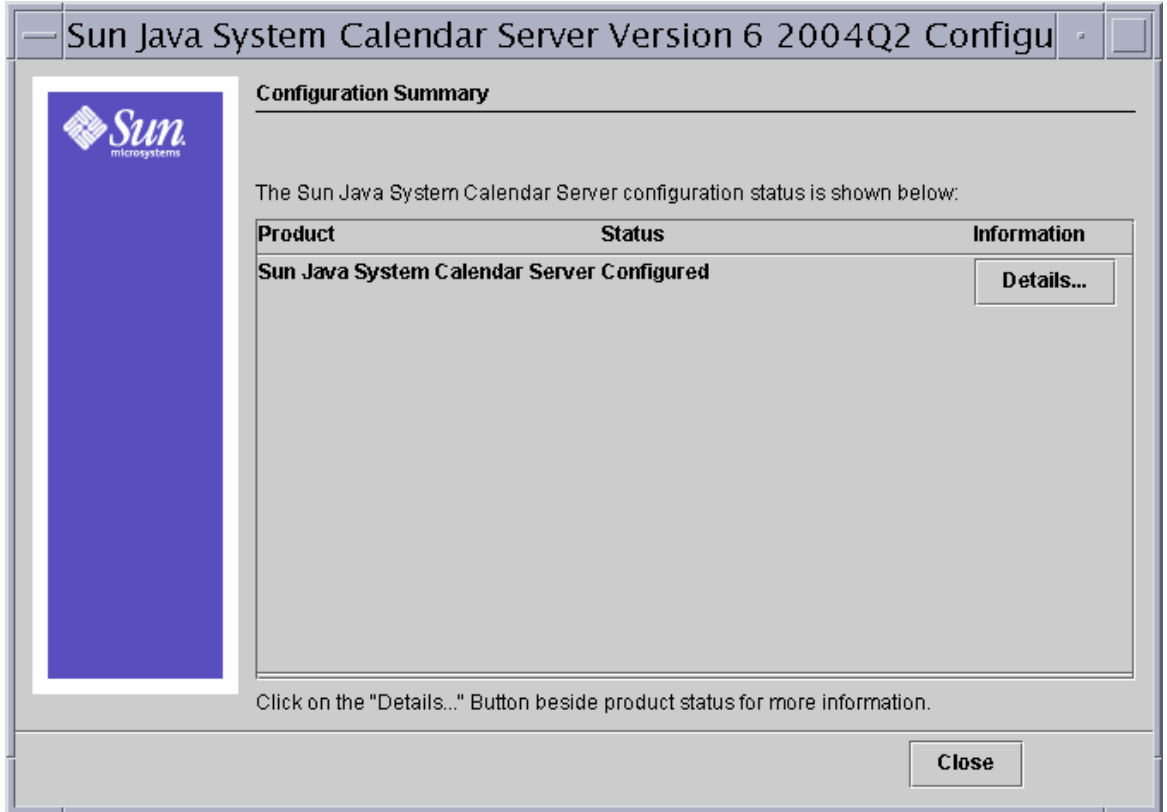 Sun Java System Calendar Server Version 6 2004Q2 Configu
Sun
microsystems
Configuration Summary
The Sun Java System Calendar Server configuration status is shown below:
Product Status Information
Sun Java System Calendar Server Configured Details...
Click on the "Details..." Button beside product status for more information.
Close